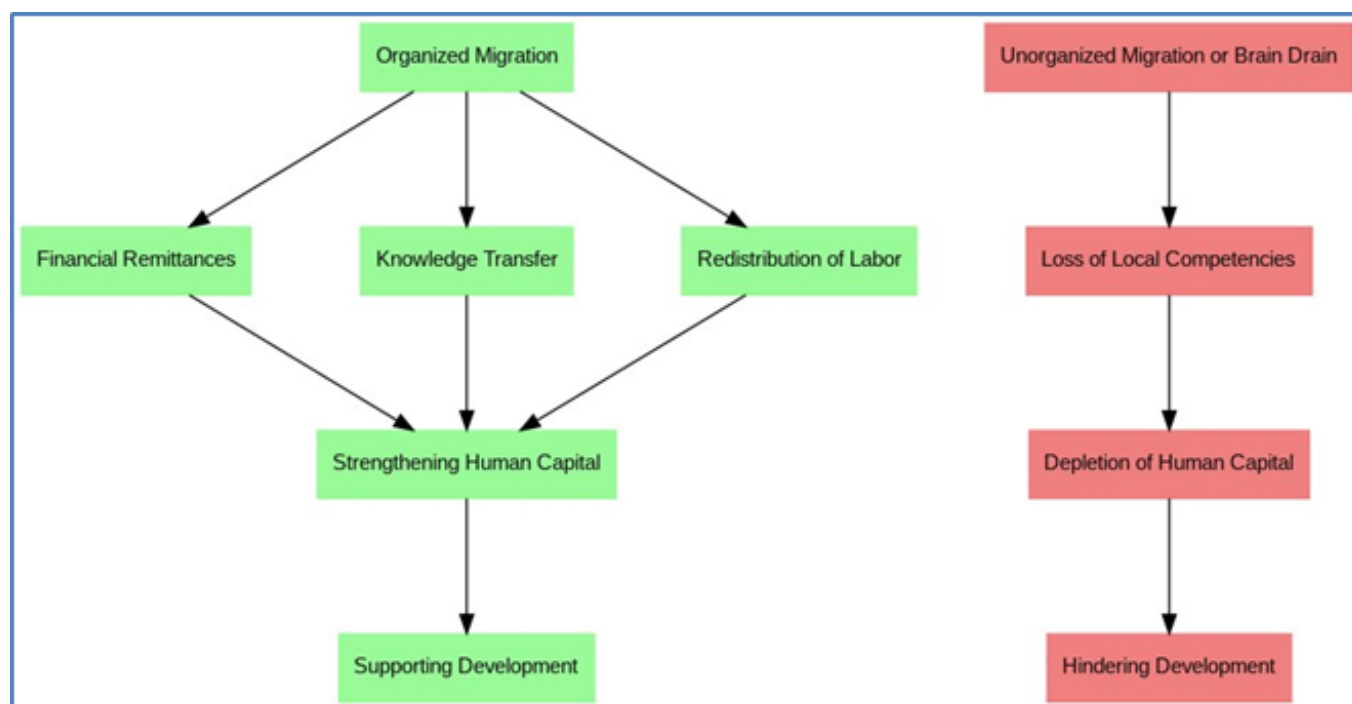 Organized Migration
Unorganized Migration or Brain Drain
Financial Remittances
Knowledge Transfer
Redistribution of Labor
Loss of Local Competencies
Strengthening Human Capital
Depletion of Human Capital
Supporting Development
Hindering Development